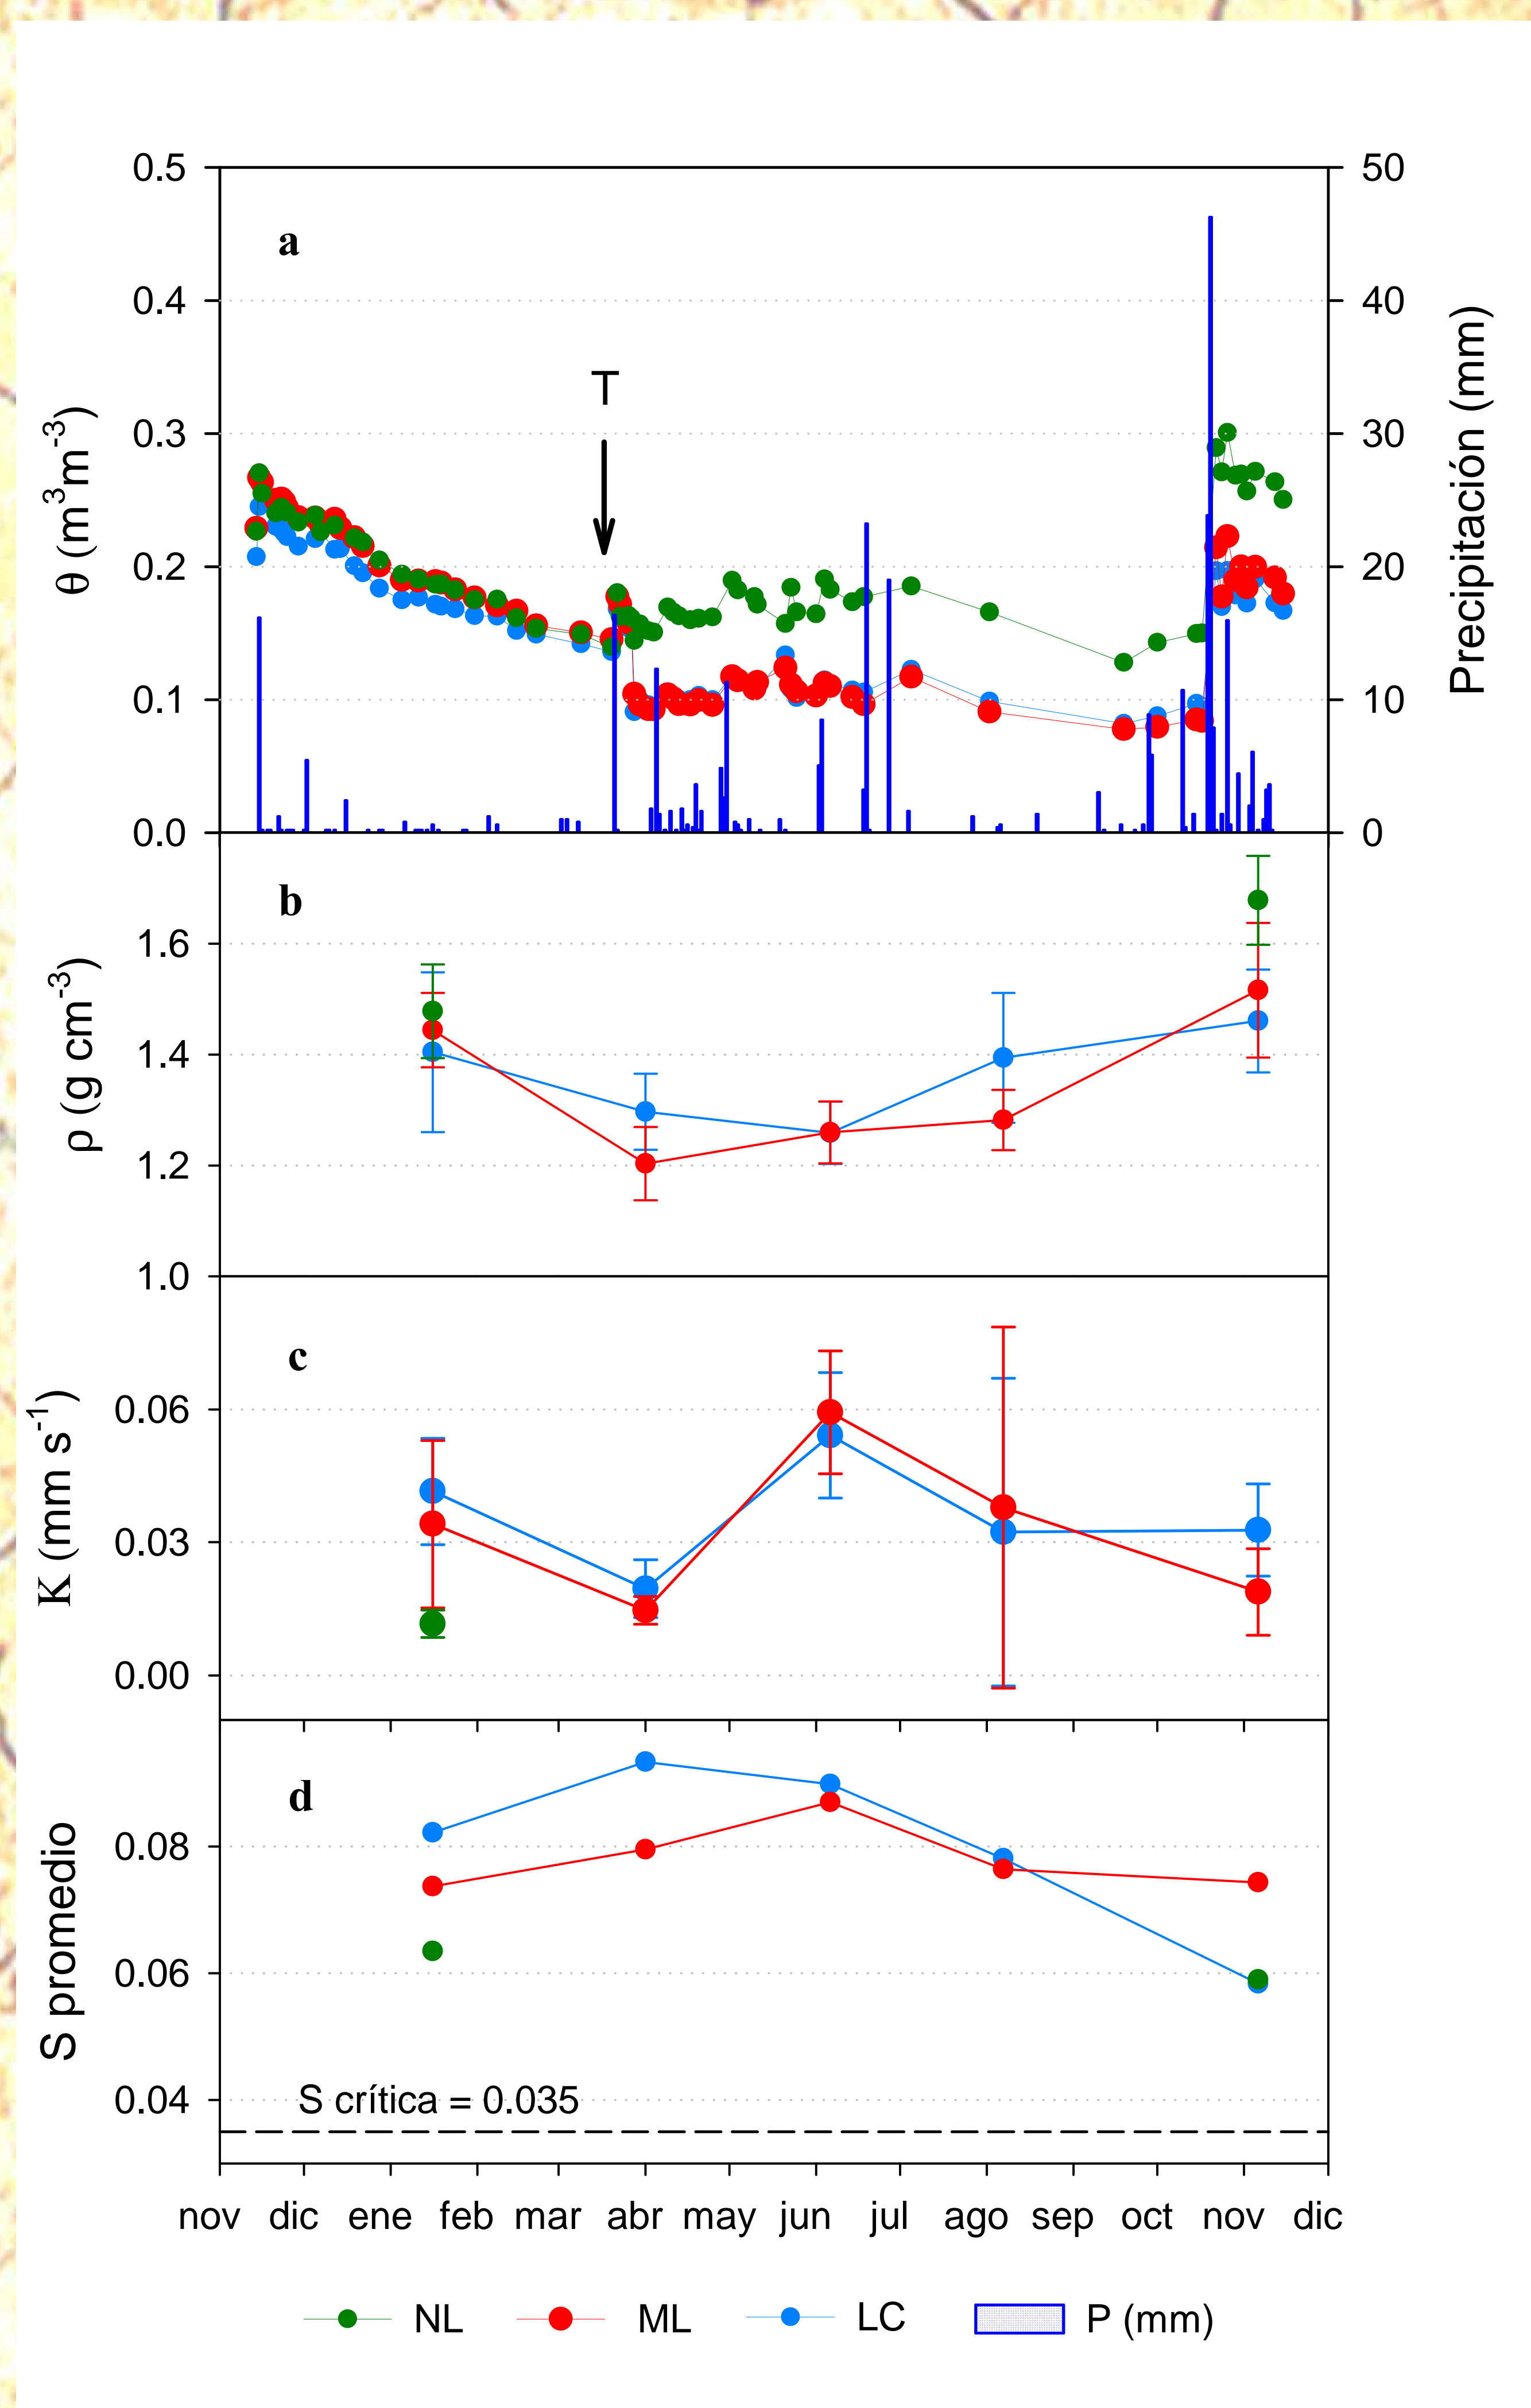 a
0.5
0.4
0.3
0.2
0.1
0.0
θ (m³m⁻³)
T
50
40
30
20
10
0
Precipitación (mm)
b
1.6
1.4
1.2
1.0
ρ (g cm⁻³)
c
0.06
0.03
0.00
K (mm s⁻¹)
d
0.08
0.06
0.04
S promedio
S crítica = 0.035
nov dic ene feb mar abr may jun jul ago sep oct nov dic
NL ML LC P (mm)